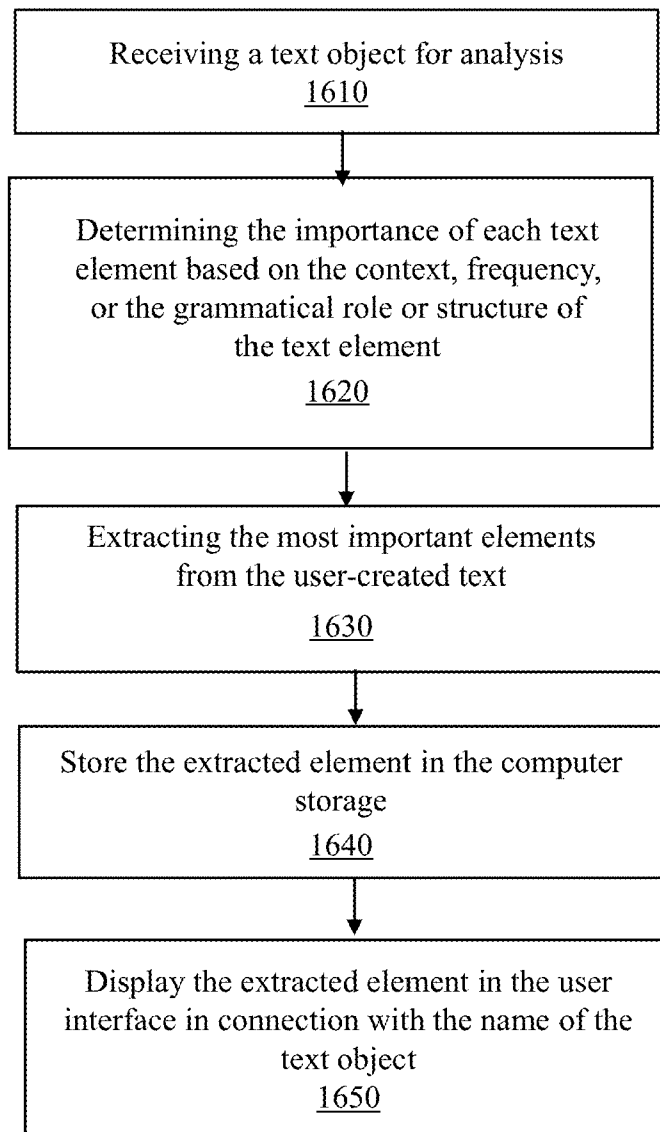 Receiving a text object for analysis
1610
Determining the importance of each text
element based on the context, frequency,
or the grammatical role or structure of
the text element
1620
Extracting the most important elements
from the user-created text
1630
Store the extracted element in the computer
storage
1640
Display the extracted element in the user
interface in connection with the name of the
text object
1650